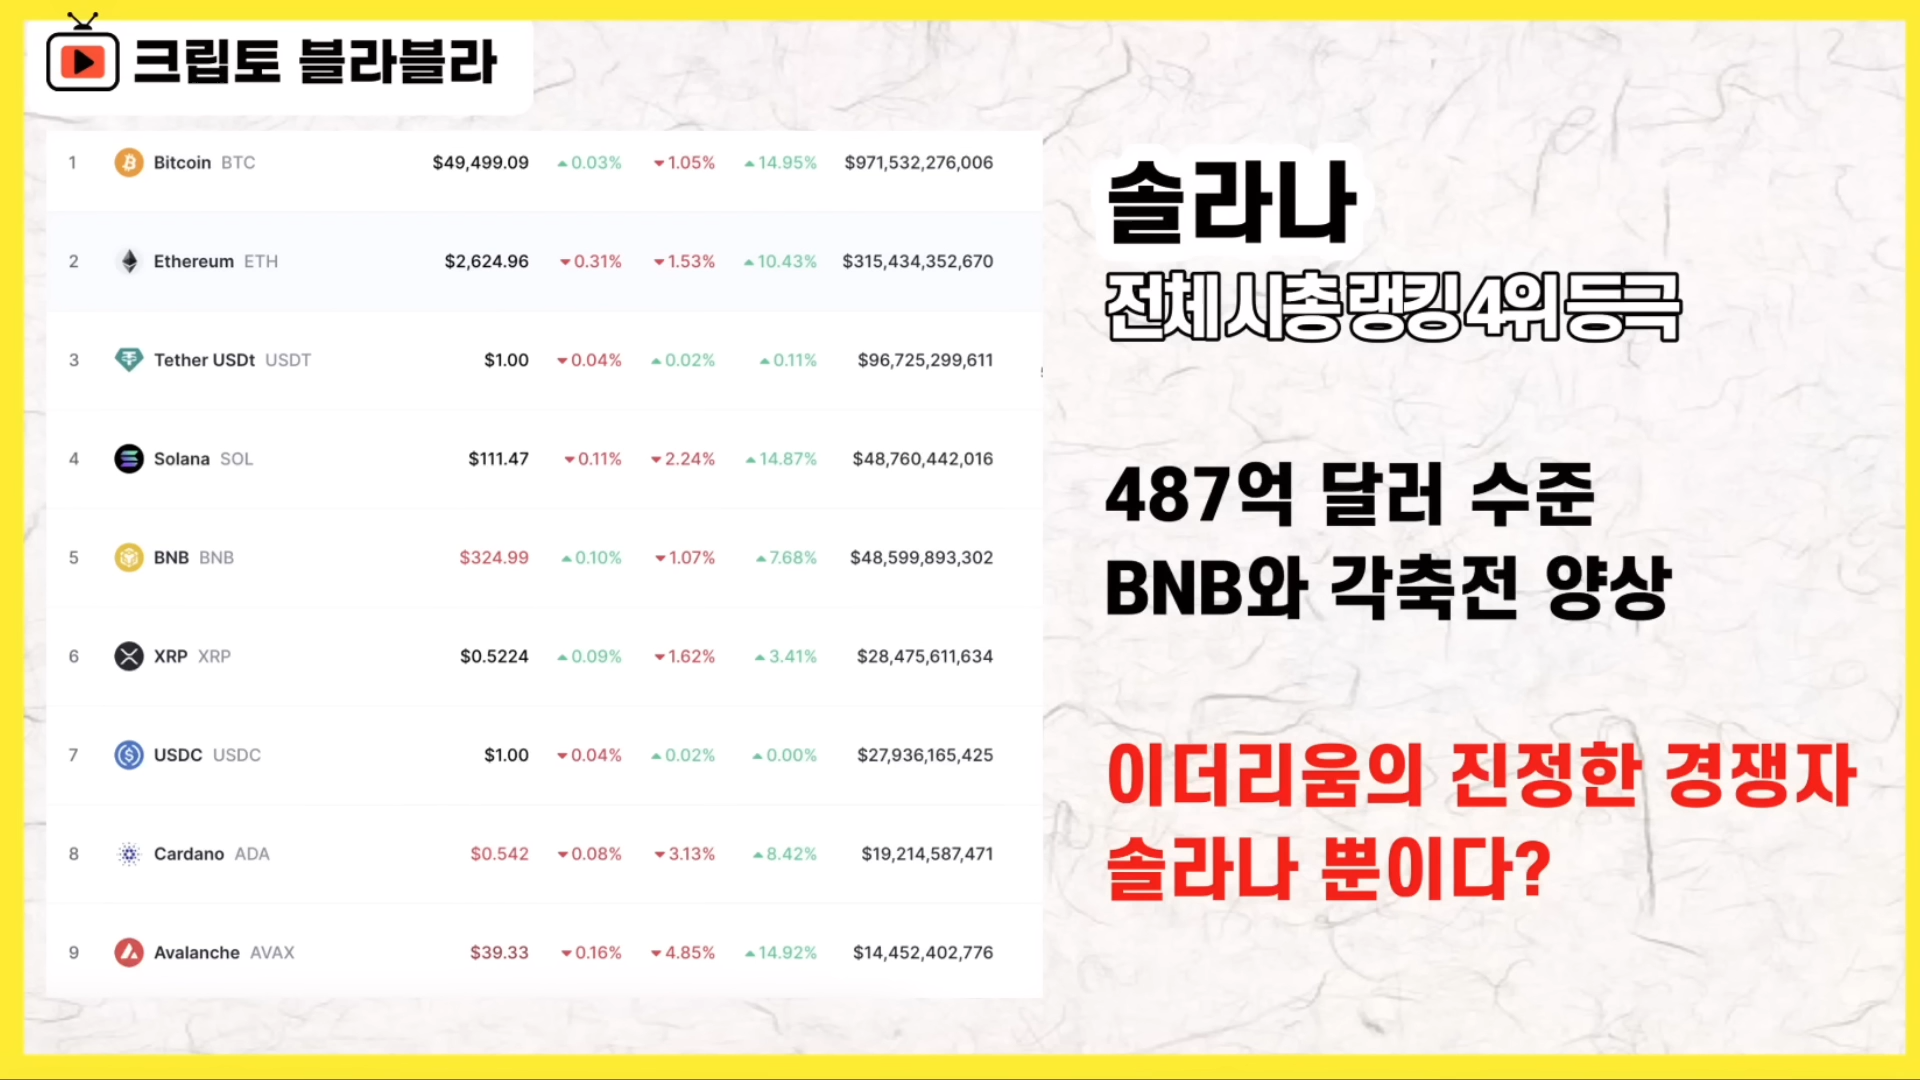 크립토 블라블라
1 Bitcoin BTC $49,499.09 0.03% 1.05% 14.95% $971,532,276,006
2 Ethereum ETH $2,624.96 0.31% 1.53% 10.43% $315,434,352,670
3 Tether USDt USDT $1.00 0.04% 0.02% 0.11% $96,725,299,611
4 Solana SOL $111.47 0.11% 2.24% 14.87% $48,760,442,016
5 BNB BNB $324.99 0.10% 1.07% 7.68% $48,599,893,302
6 XRP XRP $0.5224 0.09% 1.62% 3.41% $28,475,611,634
7 USDC USDC $1.00 0.04% 0.02% 0.00% $27,936,165,425
8 Cardano ADA $0.542 0.08% 3.13% 8.42% $19,214,587,471
9 Avalanche AVAX $39.33 0.16% 4.85% 14.92% $14,452,402,776
솔라나
전체 시총 랭킹 4위 등극
487억 달러 수준
BNB와 각축전 양상
이더리움의 진정한 경쟁자
솔라나 뿐이다?